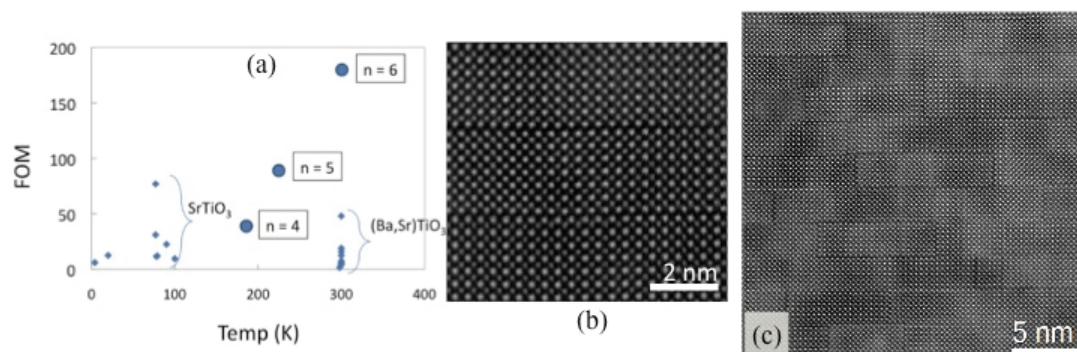 200
150
100
50
0
FOM
(a)
n = 6
n = 5
n = 4
SrTiO₃
(Ba,Sr)TiO₃
0 100 200 300 400
Temp (K)
2 nm
(b)
(c)
5 nm